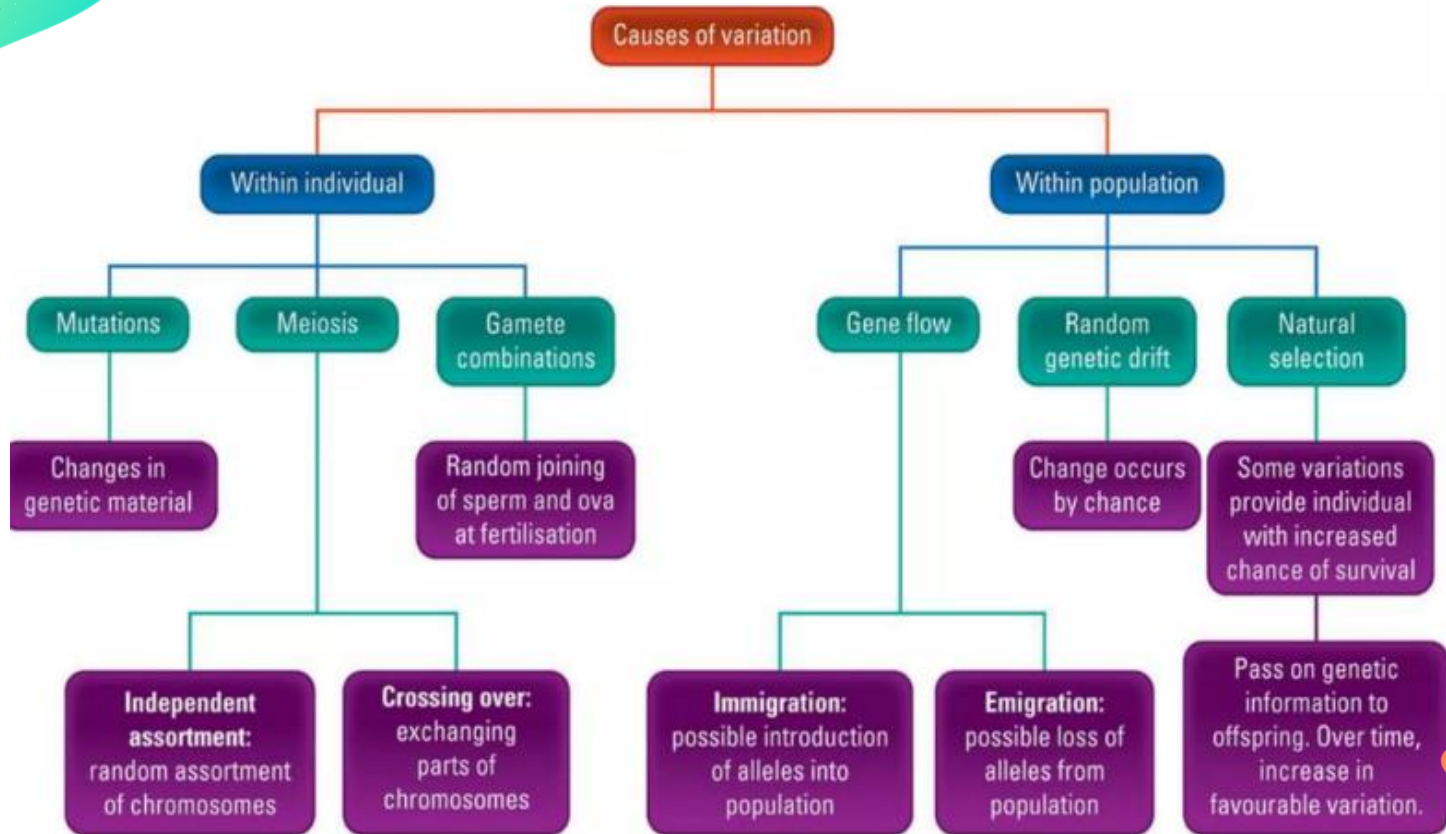 Causes of variation
Within individual
Within population
Mutations
Meiosis
Gamete
combinations
Gene flow
Random
genetic drift
Natural
selection
Changes in
genetic material
Random joining
of sperm and ova
at fertilisation
Change occurs
by chance
Some variations
provide individual
with increased
chance of survival
Independent
assortment:
random assortment
of chromosomes
Crossing over:
exchanging
parts of
chromosomes
Immigration:
possible introduction
of alleles into
population
Emigration:
possible loss of
alleles from
population
Pass on genetic
information to
offspring. Over time,
increase in
favourable variation.